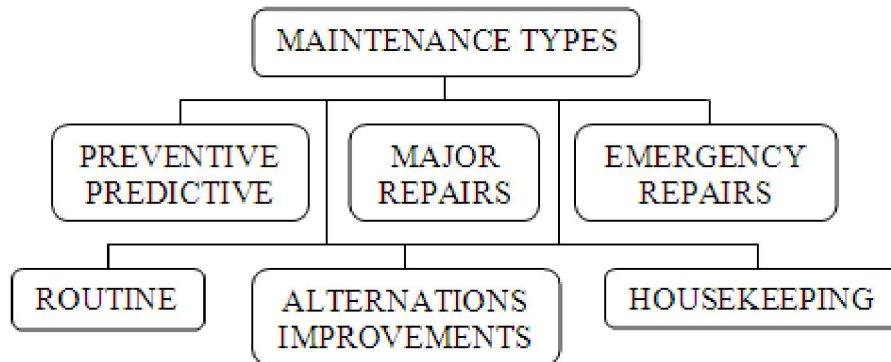 MAINTENANCE TYPES
PREVENTIVE
PREDICTIVE
MAJOR
REPAIRS
EMERGENCY
REPAIRS
ROUTINE
ALTERNATIONS
IMPROVEMENTS
HOUSEKEEPING